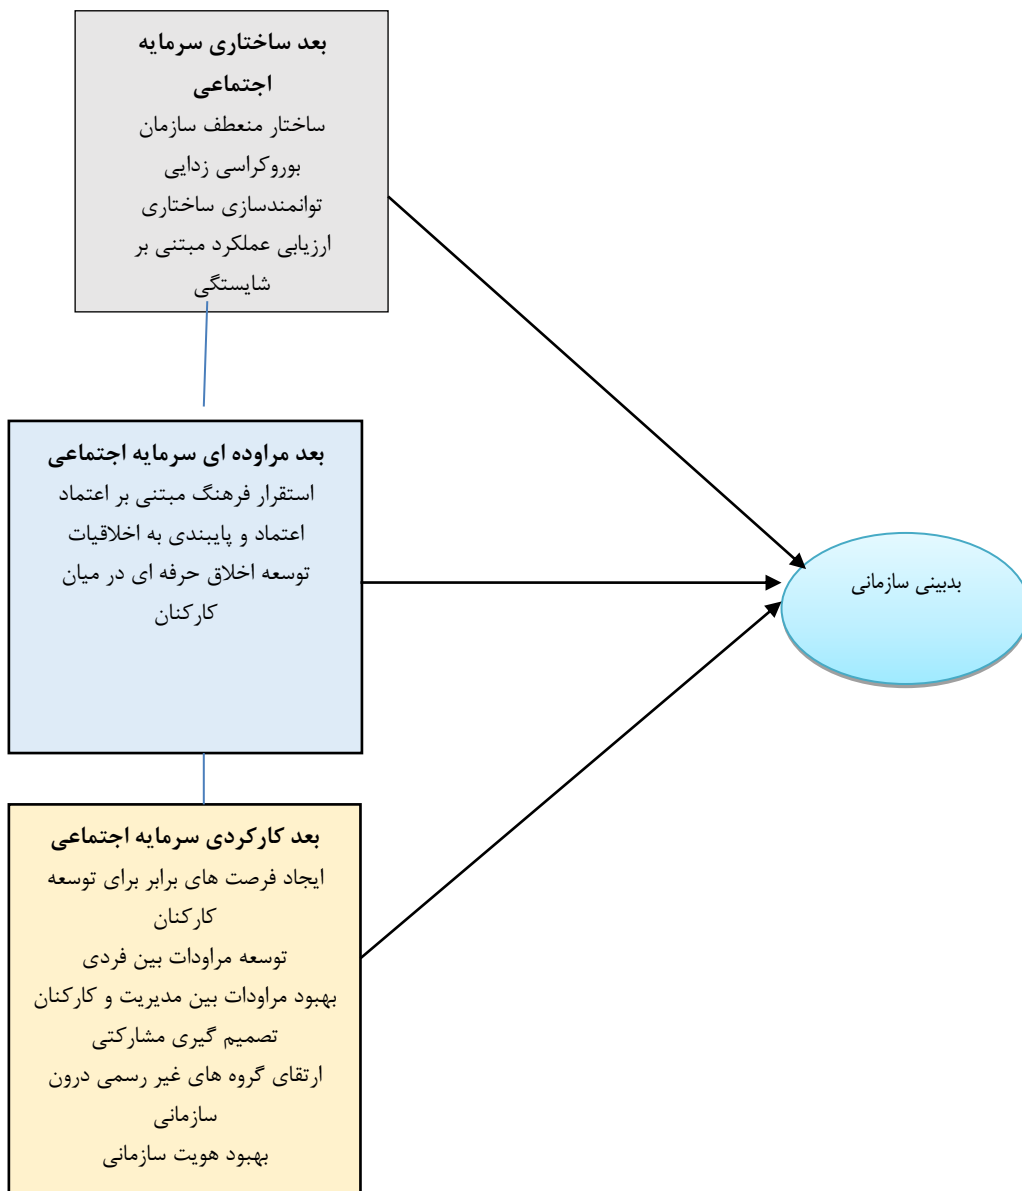 بعد ساختاری سرمایه
اجتماعی
ساختار منعطف سازمان
بوروکراسی زدایی
توانمندسازی ساختاری
ارزیابی عملکرد مبتنی بر
شایستگی
بعد مراوده ای سرمایه اجتماعی
استقرار فرهنگ مبتنی بر اعتماد
اعتماد و پایبندی به اخلاقیات
توسعه اخلاق حرفه ای در میان
کارکنان
بدبینی سازمانی
بعد کارکردی سرمایه اجتماعی
ایجاد فرصت های برابر برای توسعه
کارکنان
توسعه مراودات بین فردی
بهبود مراودات بین مدیریت و کارکنان
تصمیم گیری مشارکتی
ارتقای گروه های غیر رسمی درون
سازمانی
بهبود هویت سازمانی